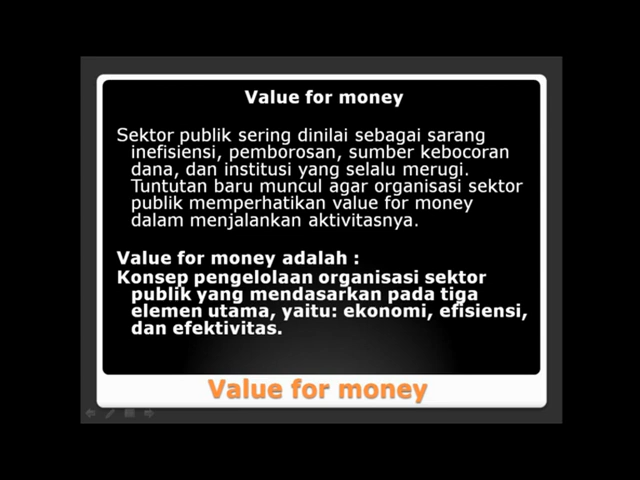 Value for money
Sektor publik sering dinilai sebagai sarang
inefisiensi, pemborosan, sumber kebocoran
dana, dan institusi yang selalu merugi.
Tuntutan baru muncul agar organisasi sektor
publik memperhatikan value for money
dalam menjalankan aktivitasnya.
Value for money adalah :
Konsep pengelolaan organisasi sektor
publik yang mendasarkan pada tiga
elemen utama, yaitu: ekonomi, efisiensi,
dan efektivitas.
Value for money